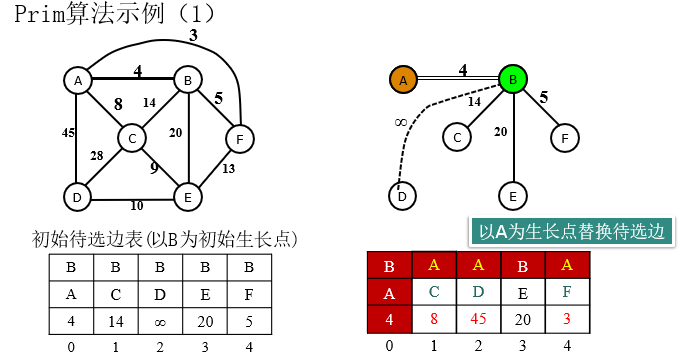 Prim算法示例（1）
3
4
A
B
8
14
5
C
F
45
20
28
9
13
D
E
10
A
4
B
14
5
∞
20
C
F
D
E
初始待选边表(以B为初始生长点)
B B B B B
A C D E F
4 14 ∞ 20 5
0 1 2 3 4
以A为生长点替换待选边
B A A B A
A C D E F
4 8 45 20 3
0 1 2 3 4